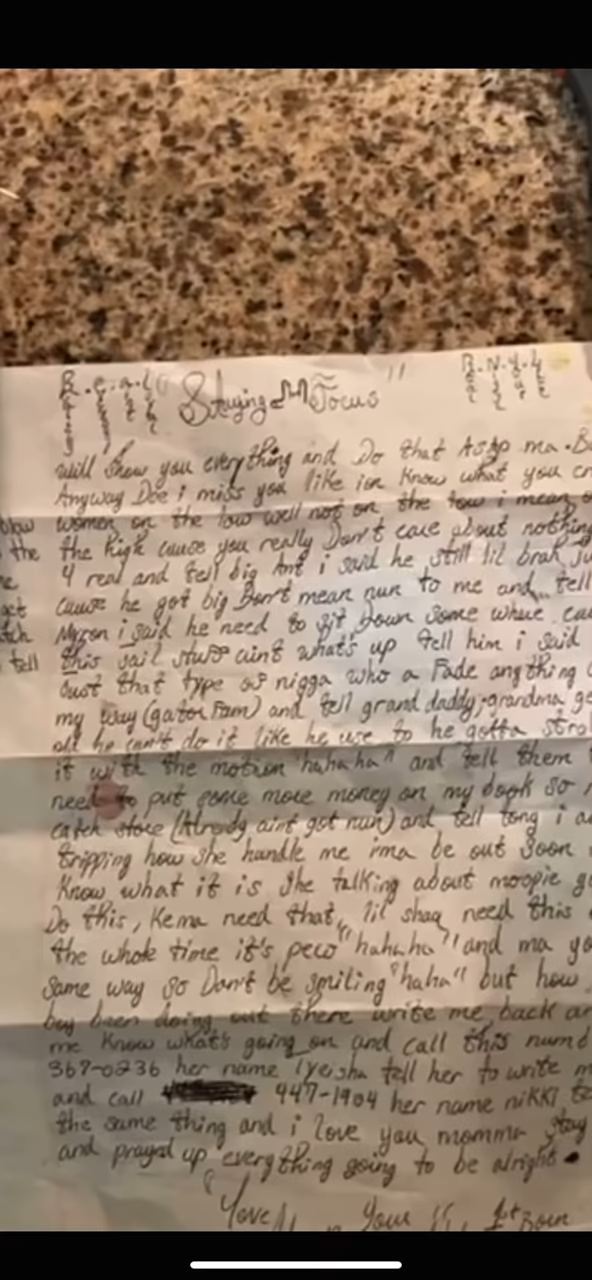 R.e.a.L
Staying Focus
R.N.Y.L
will show you everything and Do that ASAP ma. B
Anyway Doe i miss you like ion know what you
women on the low well not on the low i mean
the high cause you really Don't care about nothing
4 real and tell big Ant i said he still lil brah
cause he got big Don't mean nun to me and tell
i said he need to sit Down some where
this jail stuff aint what's up tell him i said
Just that type of nigga who a Fade anything
my way (gator Fam) and tell grand daddy, grandma
old he can't do it like he use to he gotta
it with the motion "hahaha" and tell them
need to put some more money on my book so
catch store (Already aint got nun) and tell i
tripping how she handle me irma be out soon
Know what it is she talking about moopie
Do this, Kema need that, lil shaq need this
the whole time it's peco "hahaha" and ma
same way so Don't be smiling "haha" but how
boy been doing out there write me back
me know what's going on and call this
367-0236 her name Iyeisha tell her to write
and call 447-1904 her name nikki
the same thing and i love you momma stay
and prayed up everything going to be alright
Love Your 1st Born
blow
the
tell